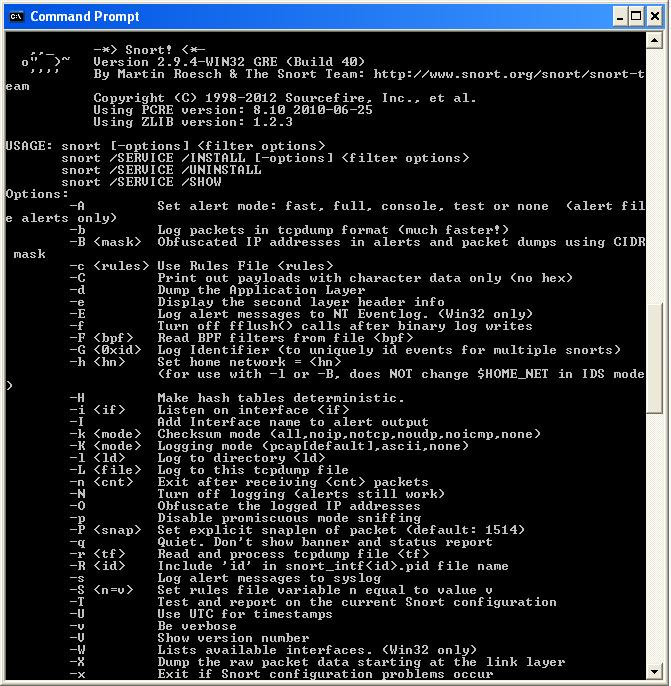 Command Prompt
,,_     -*> Snort! <*-
o"  )~   Version 2.9.4-WIN32 GRE (Build 40)
''''    By Martin Roesch & The Snort Team: http://www.snort.org/snort/snort-t
eam
Copyright (C) 1998-2012 Sourcefire, Inc., et al.
Using PCRE version: 8.10 2010-06-25
Using ZLIB version: 1.2.3
USAGE: snort [-options] <filter options>
snort /SERVICE /INSTALL [-options] <filter options>
snort /SERVICE /UNINSTALL
snort /SERVICE /SHOW
Options:
-A         Set alert mode: fast, full, console, test or none  (alert fil
e alerts only)
-b         Log packets in tcpdump format (much faster!)
-B <mask>  Obfuscated IP addresses in alerts and packet dumps using CIDR
mask
-c <rules> Use Rules File <rules>
-C         Print out payloads with character data only (no hex)
-d         Dump the Application Layer
-e         Display the second layer header info
-E         Log alert messages to NT Eventlog. (Win32 only)
-f         Turn off fflush() calls after binary log writes
-F <bpf>   Read BPF filters from file <bpf>
-G <0xid>  Log Identifier (to uniquely id events for multiple snorts)
-h <hn>    Set home network = <hn>
(for use with -l or -B, does NOT change $HOME_NET in IDS mode
)
-H         Make hash tables deterministic.
-i <if>    Listen on interface <if>
-I         Add Interface name to alert output
-k <mode>  Checksum mode (all,noip,notcp,noudp,noicmp,none)
-K <mode>  Logging mode (pcap[default],ascii,none)
-l <ld>    Log to directory <ld>
-L <file>  Log to this tcpdump file
-n <cnt>   Exit after receiving <cnt> packets
-N         Turn off logging (alerts still work)
-O         Obfuscate the logged IP addresses
-p         Disable promiscuous mode sniffing
-P <snap>  Set explicit snaplen of packet (default: 1514)
-q         Quiet. Don't show banner and status report
-r <tf>    Read and process tcpdump file <tf>
-R <id>    Include 'id' in snort_intf<id>.pid file name
-s         Log alert messages to syslog
-S <n=v>   Set rules file variable n equal to value v
-T         Test and report on the current Snort configuration
-U         Use UTC for timestamps
-v         Be verbose
-V         Show version number
-W         Lists available interfaces. (Win32 only)
-X         Dump the raw packet data starting at the link layer
-x         Exit if Snort configuration problems occur